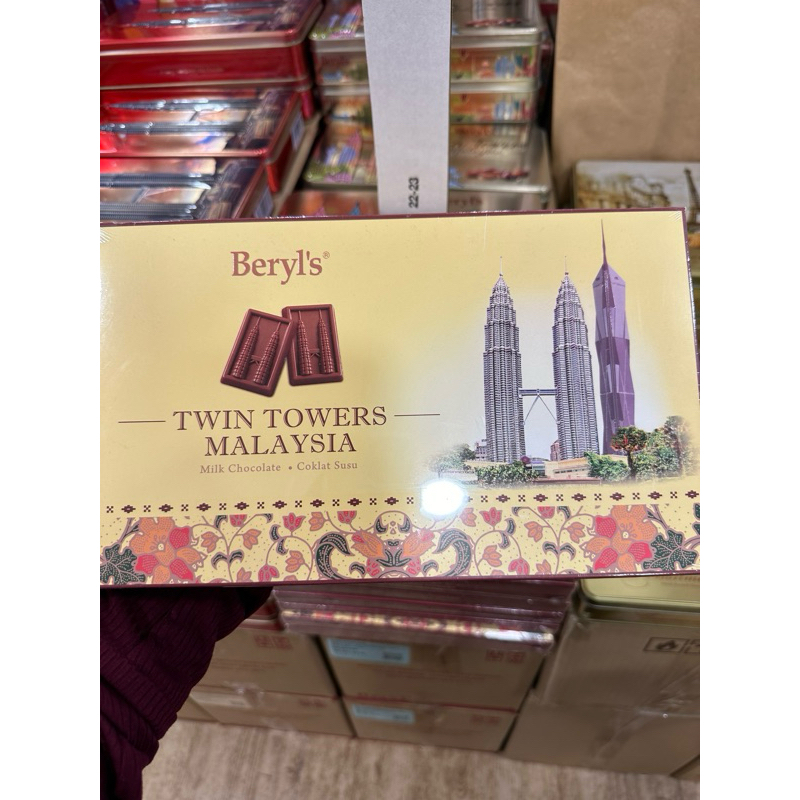 22-23
Beryl's®
TWIN TOWERS
MALAYSIA
Milk Chocolate • Coklat Susu